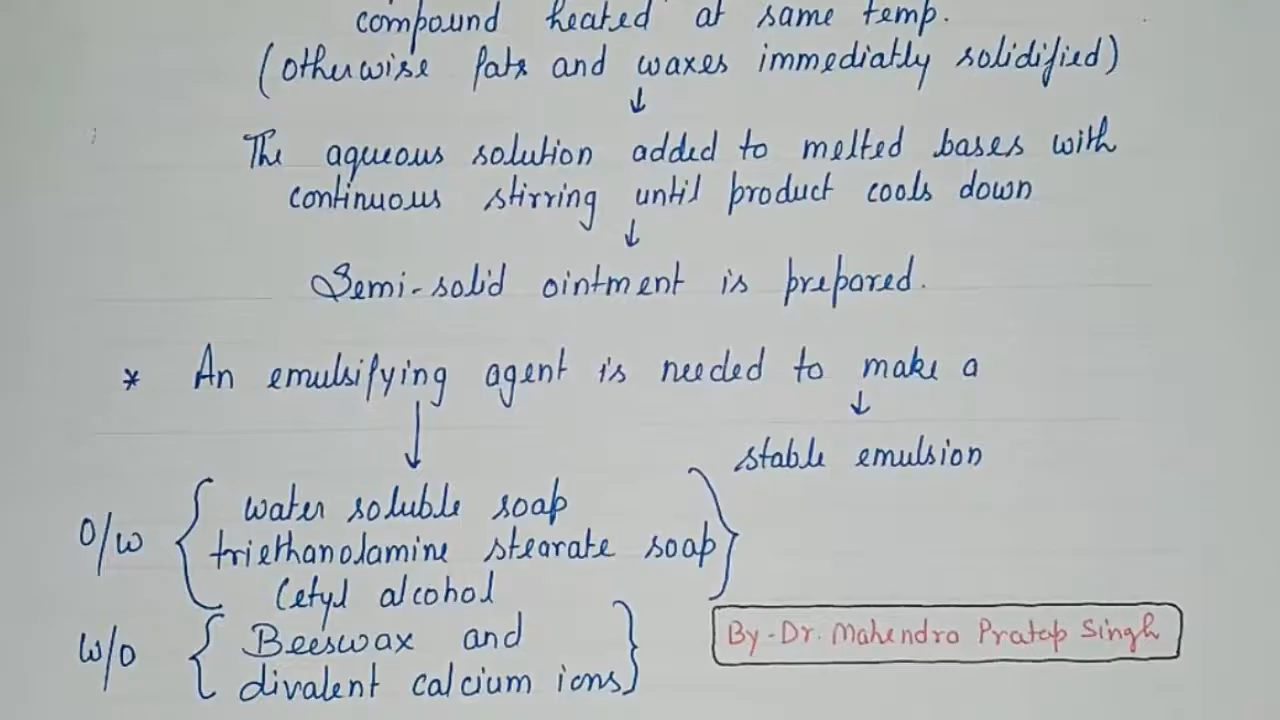 compound heated at same temp.
(otherwise fats and waxes immediatly solidified)
↓
The aqueous solution added to melted bases with
continuous stirring until product cools down
↓
Semi-solid ointment is prepared.
* An emulsifying agent is needed to make a
↓ ↓
stable emulsion
O/W { water soluble soap
triethanolamine stearate soap
Cetyl alcohol }
W/O { Beeswax and
divalent calcium ions }
By-Dr. Mahendra Pratap Singh